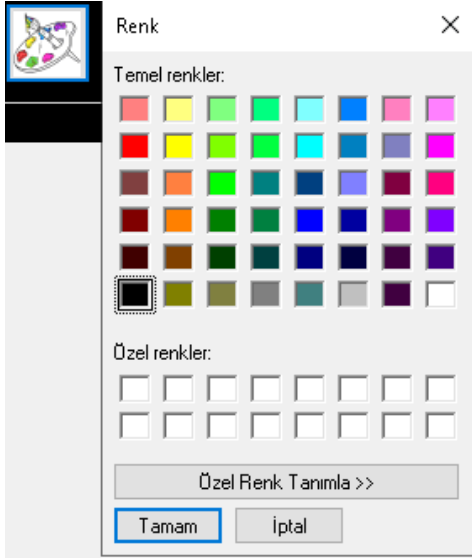 Renk
Temel renkler:
Özel renkler:
Özel Renk Tanımla >>
Tamam
İptal